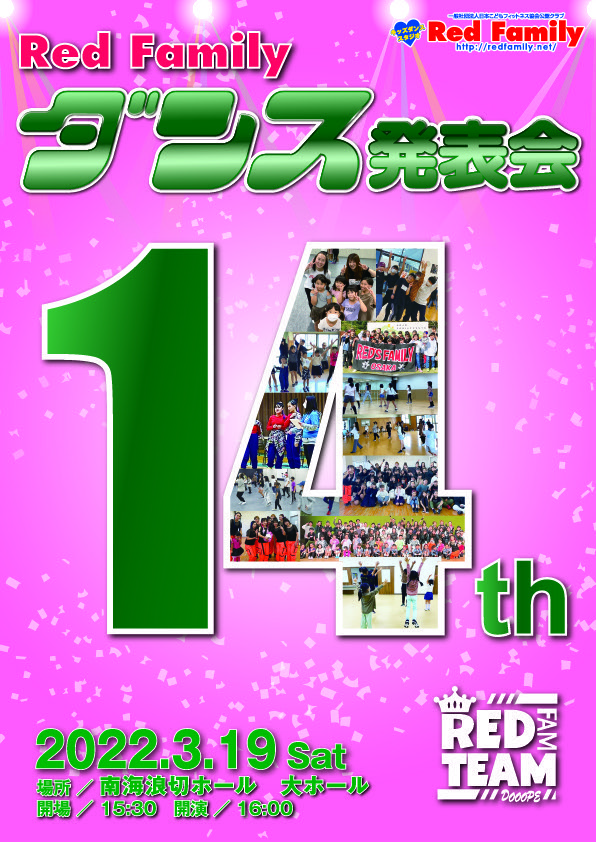 一般社団法人日本こどもフィットネス協会公認クラブ
キッズダンス
スタジオ
Red Family
http://redfamily.net/
Red Family
ダンス発表会
14th
RED'S FAMILY
OSAKA
2022.3.19 Sat
場所／南海浪切ホール 大ホール
開場／15:30 開演／16:00
RED
TEAM
FAM
DOOOPE